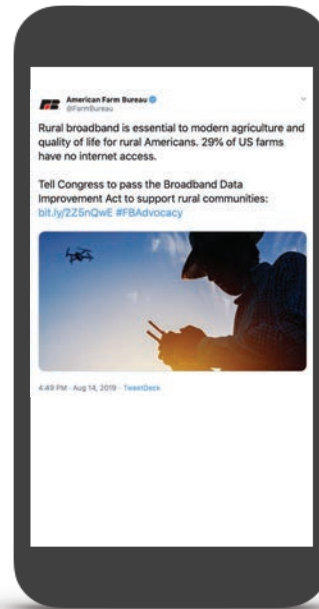 American Farm Bureau
@FarmBureau
Rural broadband is essential to modern agriculture and
quality of life for rural Americans. 29% of US farms
have no internet access.
Tell Congress to pass the Broadband Data
Improvement Act to support rural communities:
bit.ly/2Z5nQwE #FBAdvocacy
4:49 PM · Aug 14, 2019 · TweetDeck